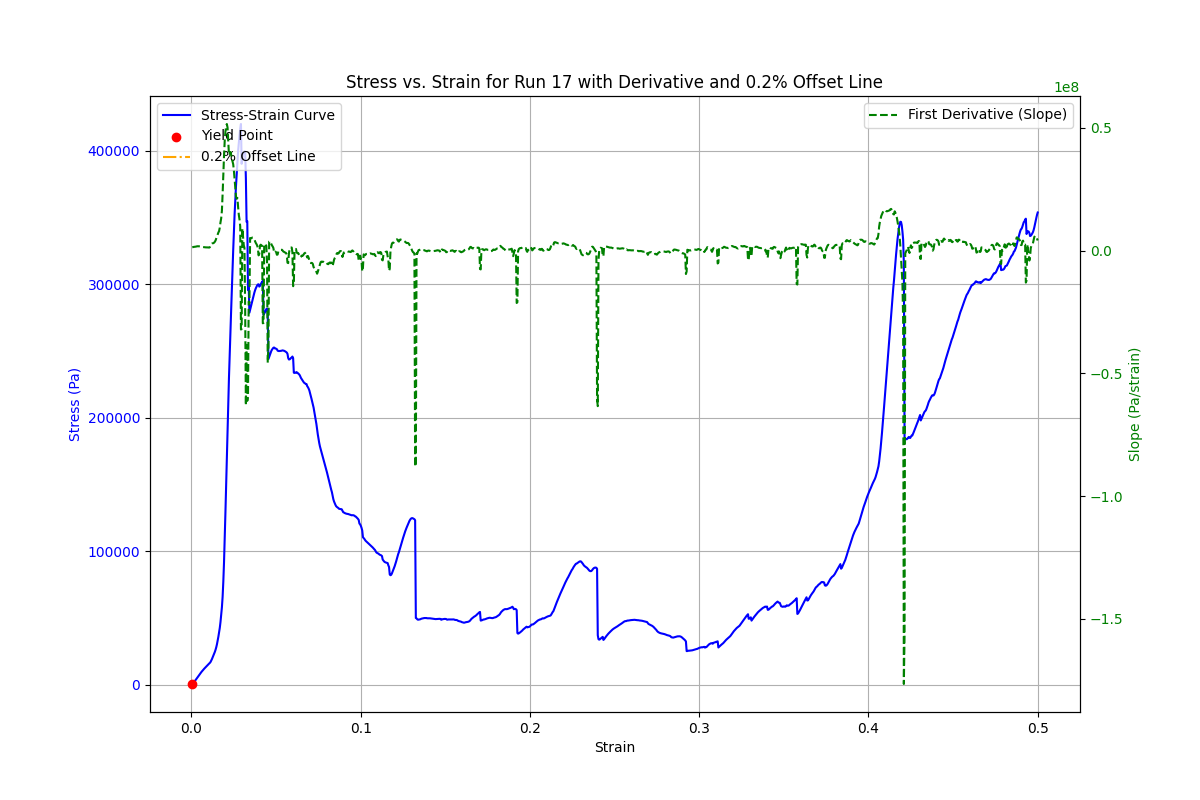 Stress vs. Strain for Run 17 with Derivative and 0.2% Offset Line
1e8
Stress-Strain Curve
Yield Point
0.2% Offset Line
First Derivative (Slope)
400000
300000
200000
100000
0
Stress (Pa)
0.5
0.0
−0.5
−1.0
−1.5
Slope (Pa/strain)
0.0 0.1 0.2 0.3 0.4 0.5
Strain